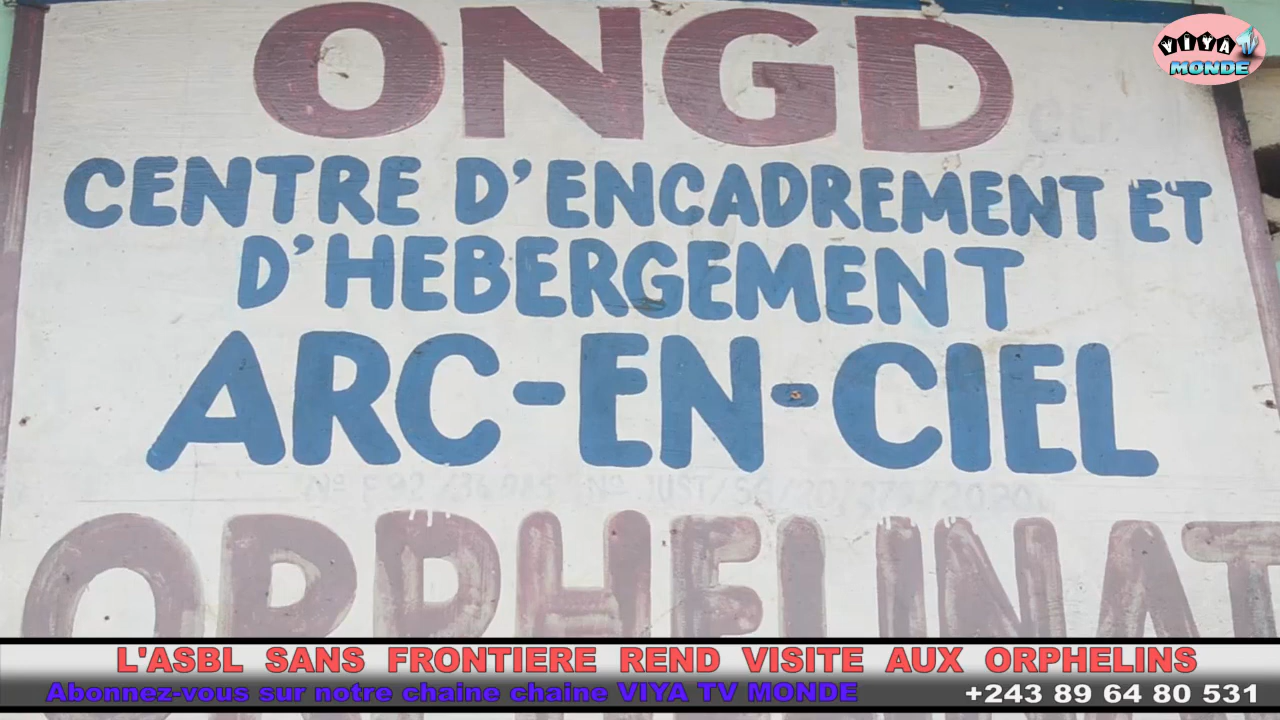 ONGD
VIYA TV
MONDE
CENTRE D'ENCADREMENT ET
D'HEBERGEMENT
ARC-EN-CIEL
ORPHELINAT
L'ASBL SANS FRONTIERE REND VISITE AUX ORPHELINS
Abonnez-vous sur notre chaine chaine VIYA TV MONDE
+243 89 64 80 531